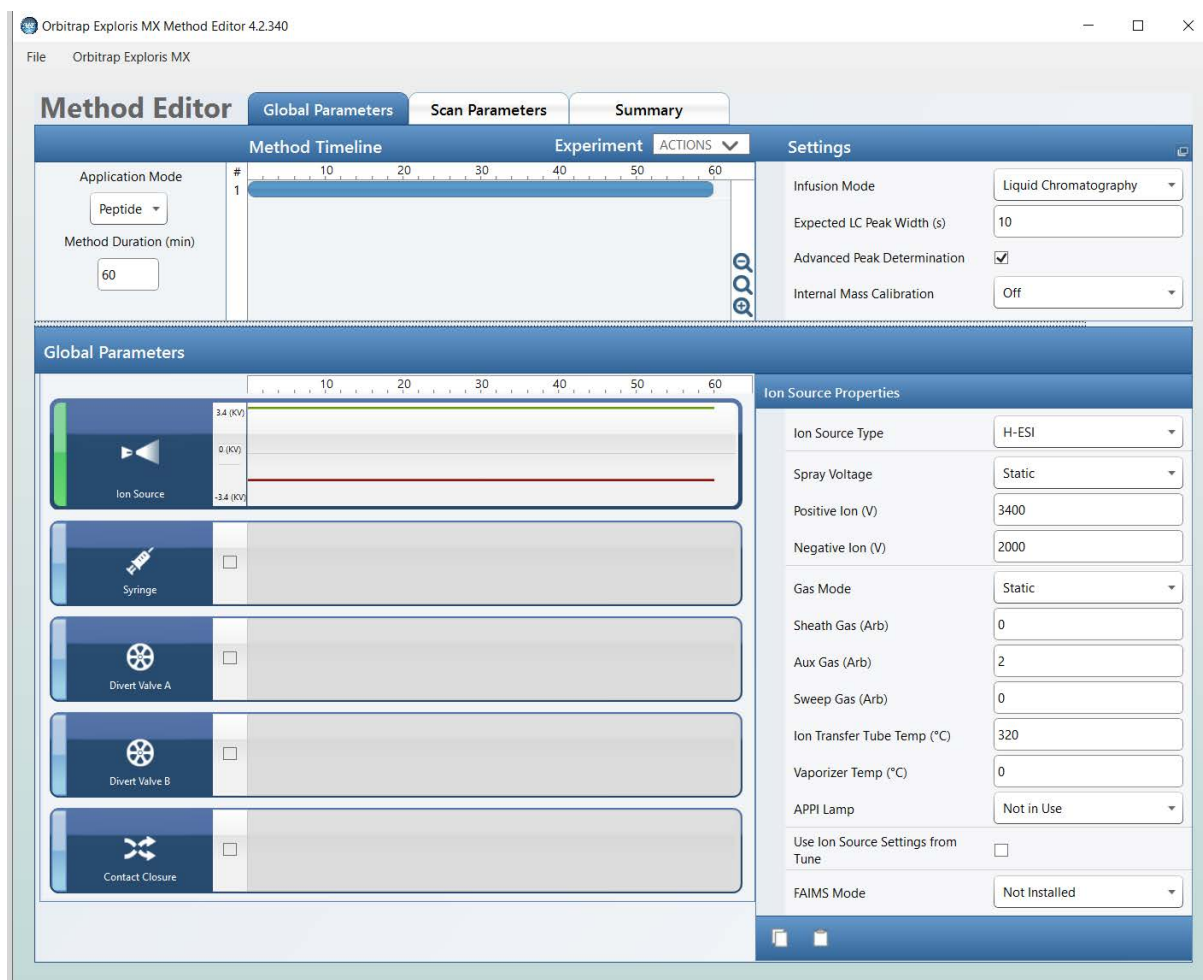 Orbitrap Exploris MX Method Editor 4.2.340
File Orbitrap Exploris MX
Method Editor Global Parameters Scan Parameters Summary
Method Timeline Experiment ACTIONS Settings
Application Mode
Peptide
Method Duration (min)
60
# 10 20 30 40 50 60
1
Infusion Mode Liquid Chromatography
Expected LC Peak Width (s) 10
Advanced Peak Determination
Internal Mass Calibration Off
Global Parameters
10 20 30 40 50 60
3.4 (KV)
0 (KV)
-3.4 (KV)
Ion Source
Syringe
Divert Valve A
Divert Valve B
Contact Closure
Ion Source Properties
Ion Source Type H-ESI
Spray Voltage Static
Positive Ion (V) 3400
Negative Ion (V) 2000
Gas Mode Static
Sheath Gas (Arb) 0
Aux Gas (Arb) 2
Sweep Gas (Arb) 0
Ion Transfer Tube Temp (°C) 320
Vaporizer Temp (°C) 0
APPI Lamp Not in Use
Use Ion Source Settings from
Tune
FAIMS Mode Not Installed